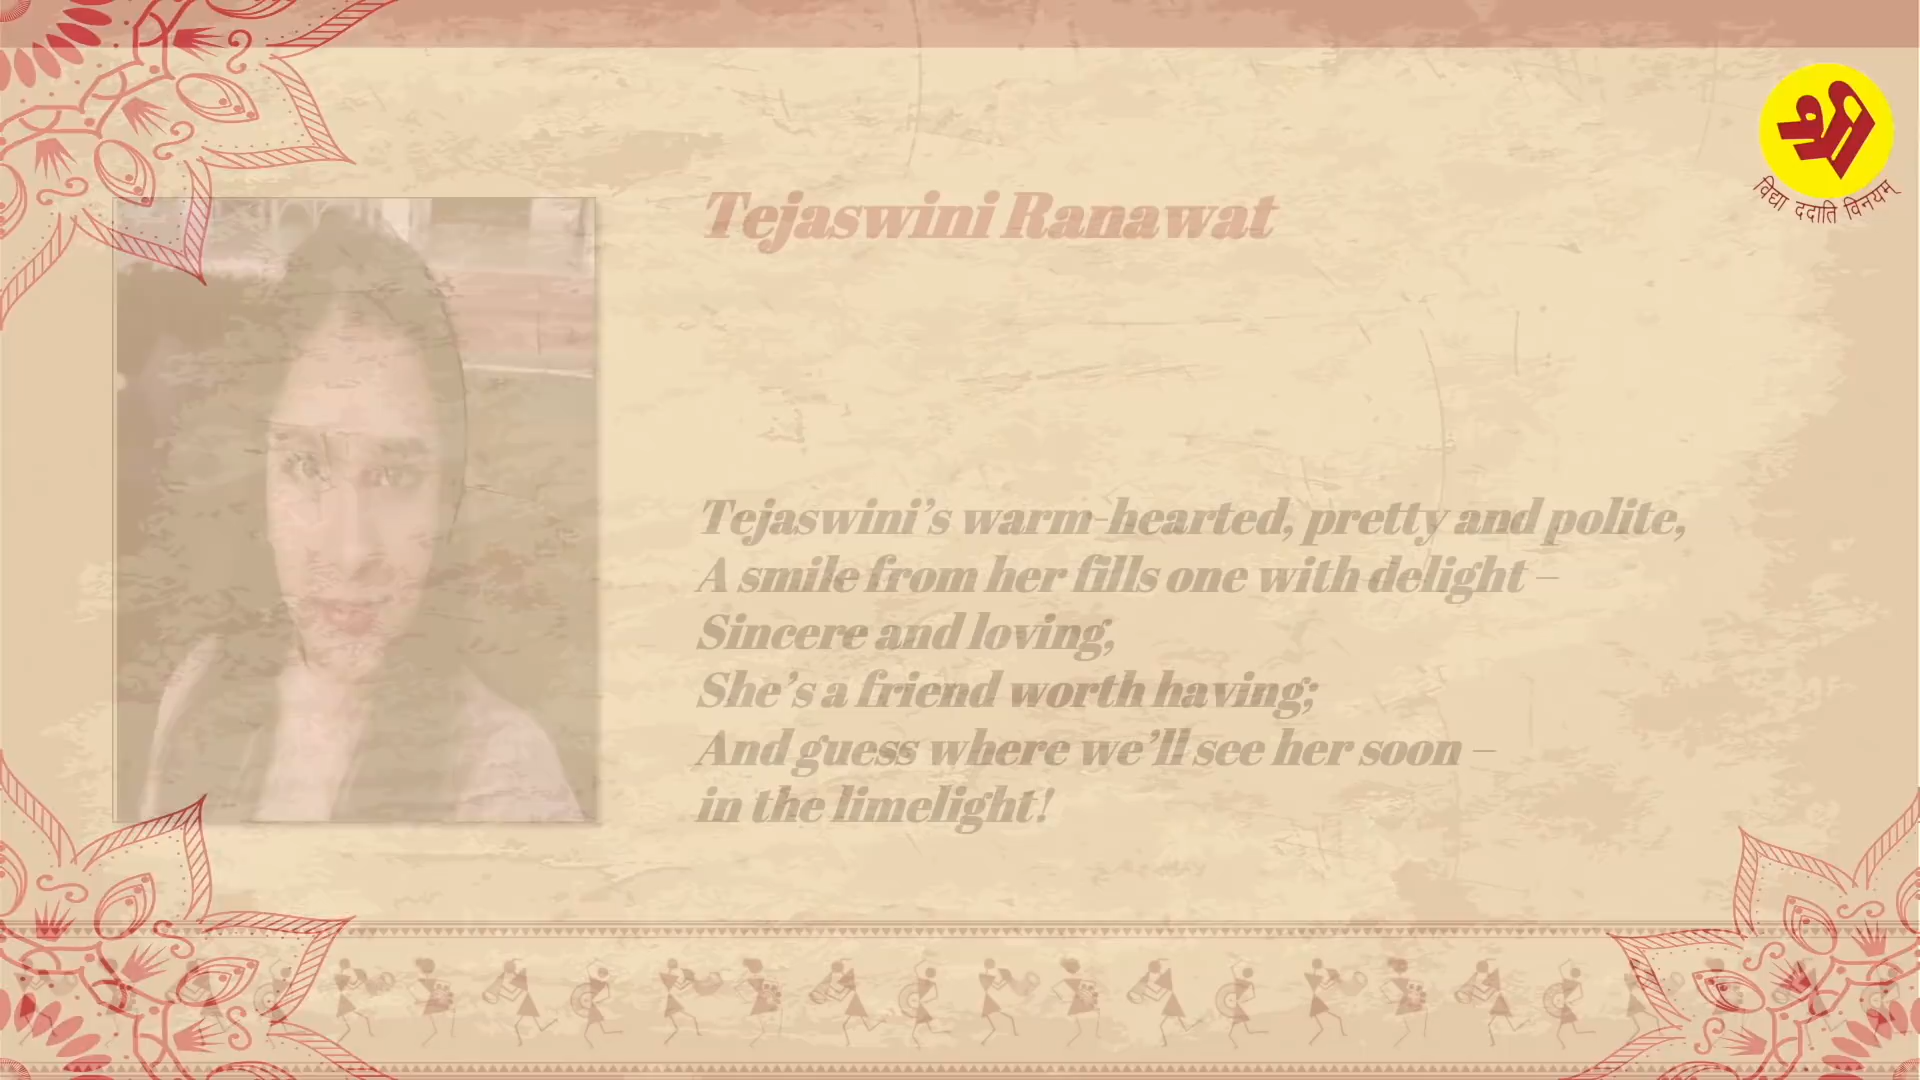 श्री
विद्या ददाति विनयम्
Tejaswini Ranawat
Tejaswini’s warm-hearted, pretty and polite,
A smile from her fills one with delight –
Sincere and loving,
She’s a friend worth having;
And guess where we’ll see her soon –
in the limelight!